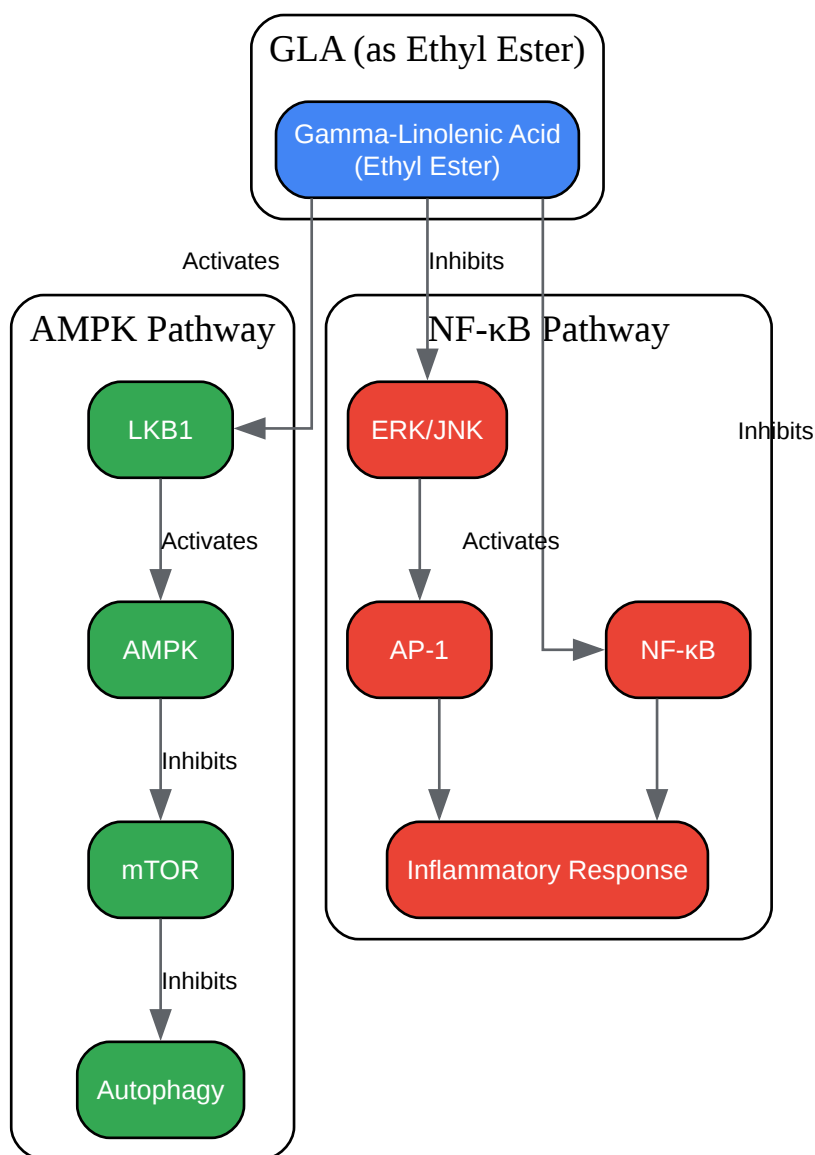 GLA (as Ethyl Ester)
Gamma-Linolenic Acid
(Ethyl Ester)
Activates
Inhibits
AMPK Pathway
NF-κB Pathway
LKB1
ERK/JNK
Inhibits
Activates
Activates
AMPK
AP-1
NF-κB
Inhibits
mTOR
Inflammatory Response
Inhibits
Autophagy